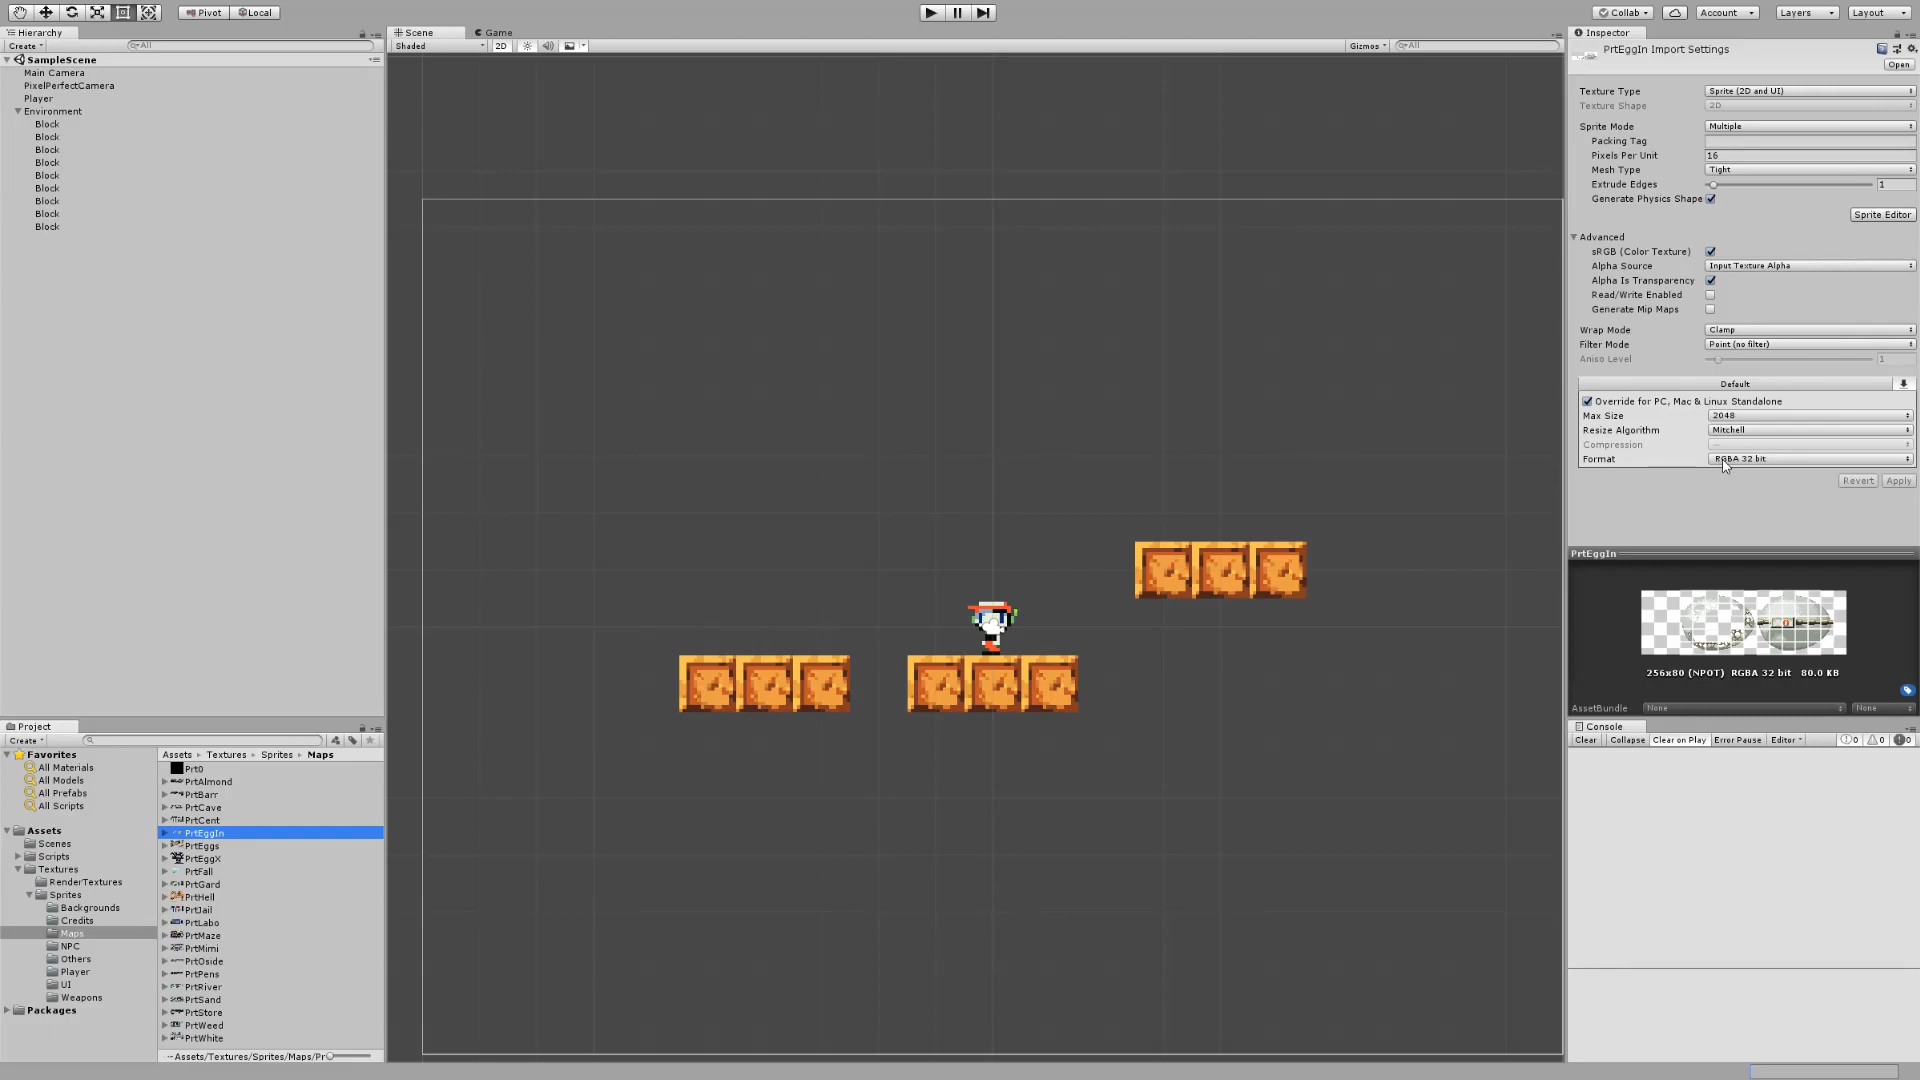 Pivot Local
Collab Account Layers Layout
Hierarchy
Create All
SampleScene
Main Camera
PixelPerfectCamera
Player
Environment
Block
Block
Block
Block
Block
Block
Block
Block
Block
Scene Game
Shaded 2D Gizmos All
Inspector
PrtEggIn Import Settings
Open
Texture Type Sprite (2D and UI)
Texture Shape 2D
Sprite Mode Multiple
Packing Tag
Pixels Per Unit 16
Mesh Type Tight
Extrude Edges 1
Generate Physics Shape
Sprite Editor
Advanced
sRGB (Color Texture)
Alpha Source Input Texture Alpha
Alpha Is Transparency
Read/Write Enabled
Generate Mip Maps
Wrap Mode Clamp
Filter Mode Point (no filter)
Aniso Level 1
Default
Override for PC, Mac & Linux Standalone
Max Size 2048
Resize Algorithm Mitchell
Compression
Format RGBA 32 bit
Revert Apply
PrtEggIn
256x80 (NPOT) RGBA 32 bit 80.0 KB
AssetBundle None None
Console
Clear Collapse Clear on Play Error Pause Editor 0 0 0
Project
Create
Favorites
All Materials
All Models
All Prefabs
All Scripts
Assets
Scenes
Scripts
Textures
RenderTextures
Sprites
Backgrounds
Credits
Maps
NPC
Others
Player
UI
Weapons
Packages
Assets Textures Sprites Maps
Prt0
PrtAlmond
PrtBarr
PrtCave
PrtCent
PrtEggIn
PrtEggs
PrtEggX
PrtFall
PrtGard
PrtHell
PrtJail
PrtLabo
PrtMaze
PrtMimi
PrtOside
PrtPens
PrtRiver
PrtSand
PrtStore
PrtWeed
PrtWhite
Assets/Textures/Sprites/Maps/Pr